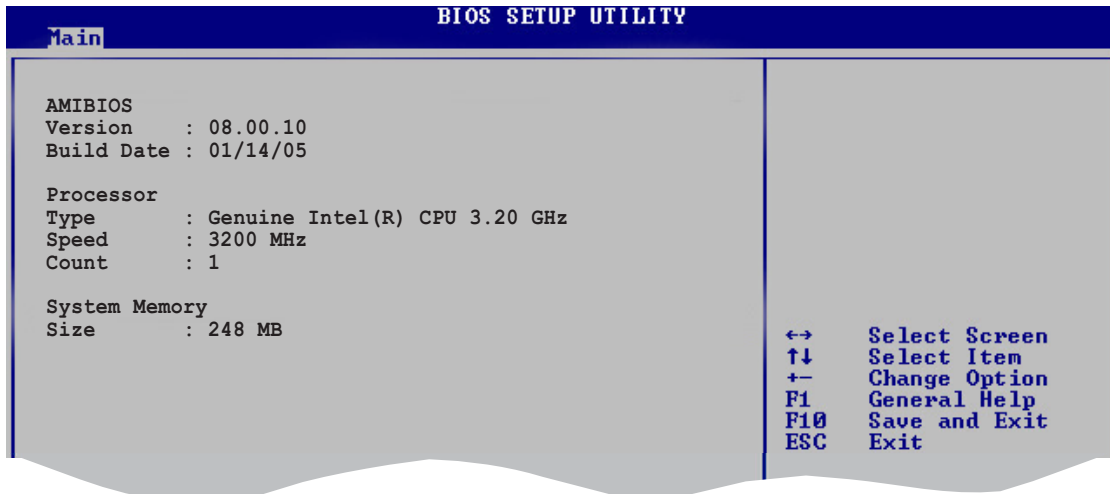 BIOS SETUP UTILITY
Main
AMIBIOS
Version : 08.00.10
Build Date : 01/14/05
Processor
Type : Genuine Intel(R) CPU 3.20 GHz
Speed : 3200 MHz
Count : 1
System Memory
Size : 248 MB
←→ Select Screen
↑↓ Select Item
+- Change Option
F1 General Help
F10 Save and Exit
ESC Exit